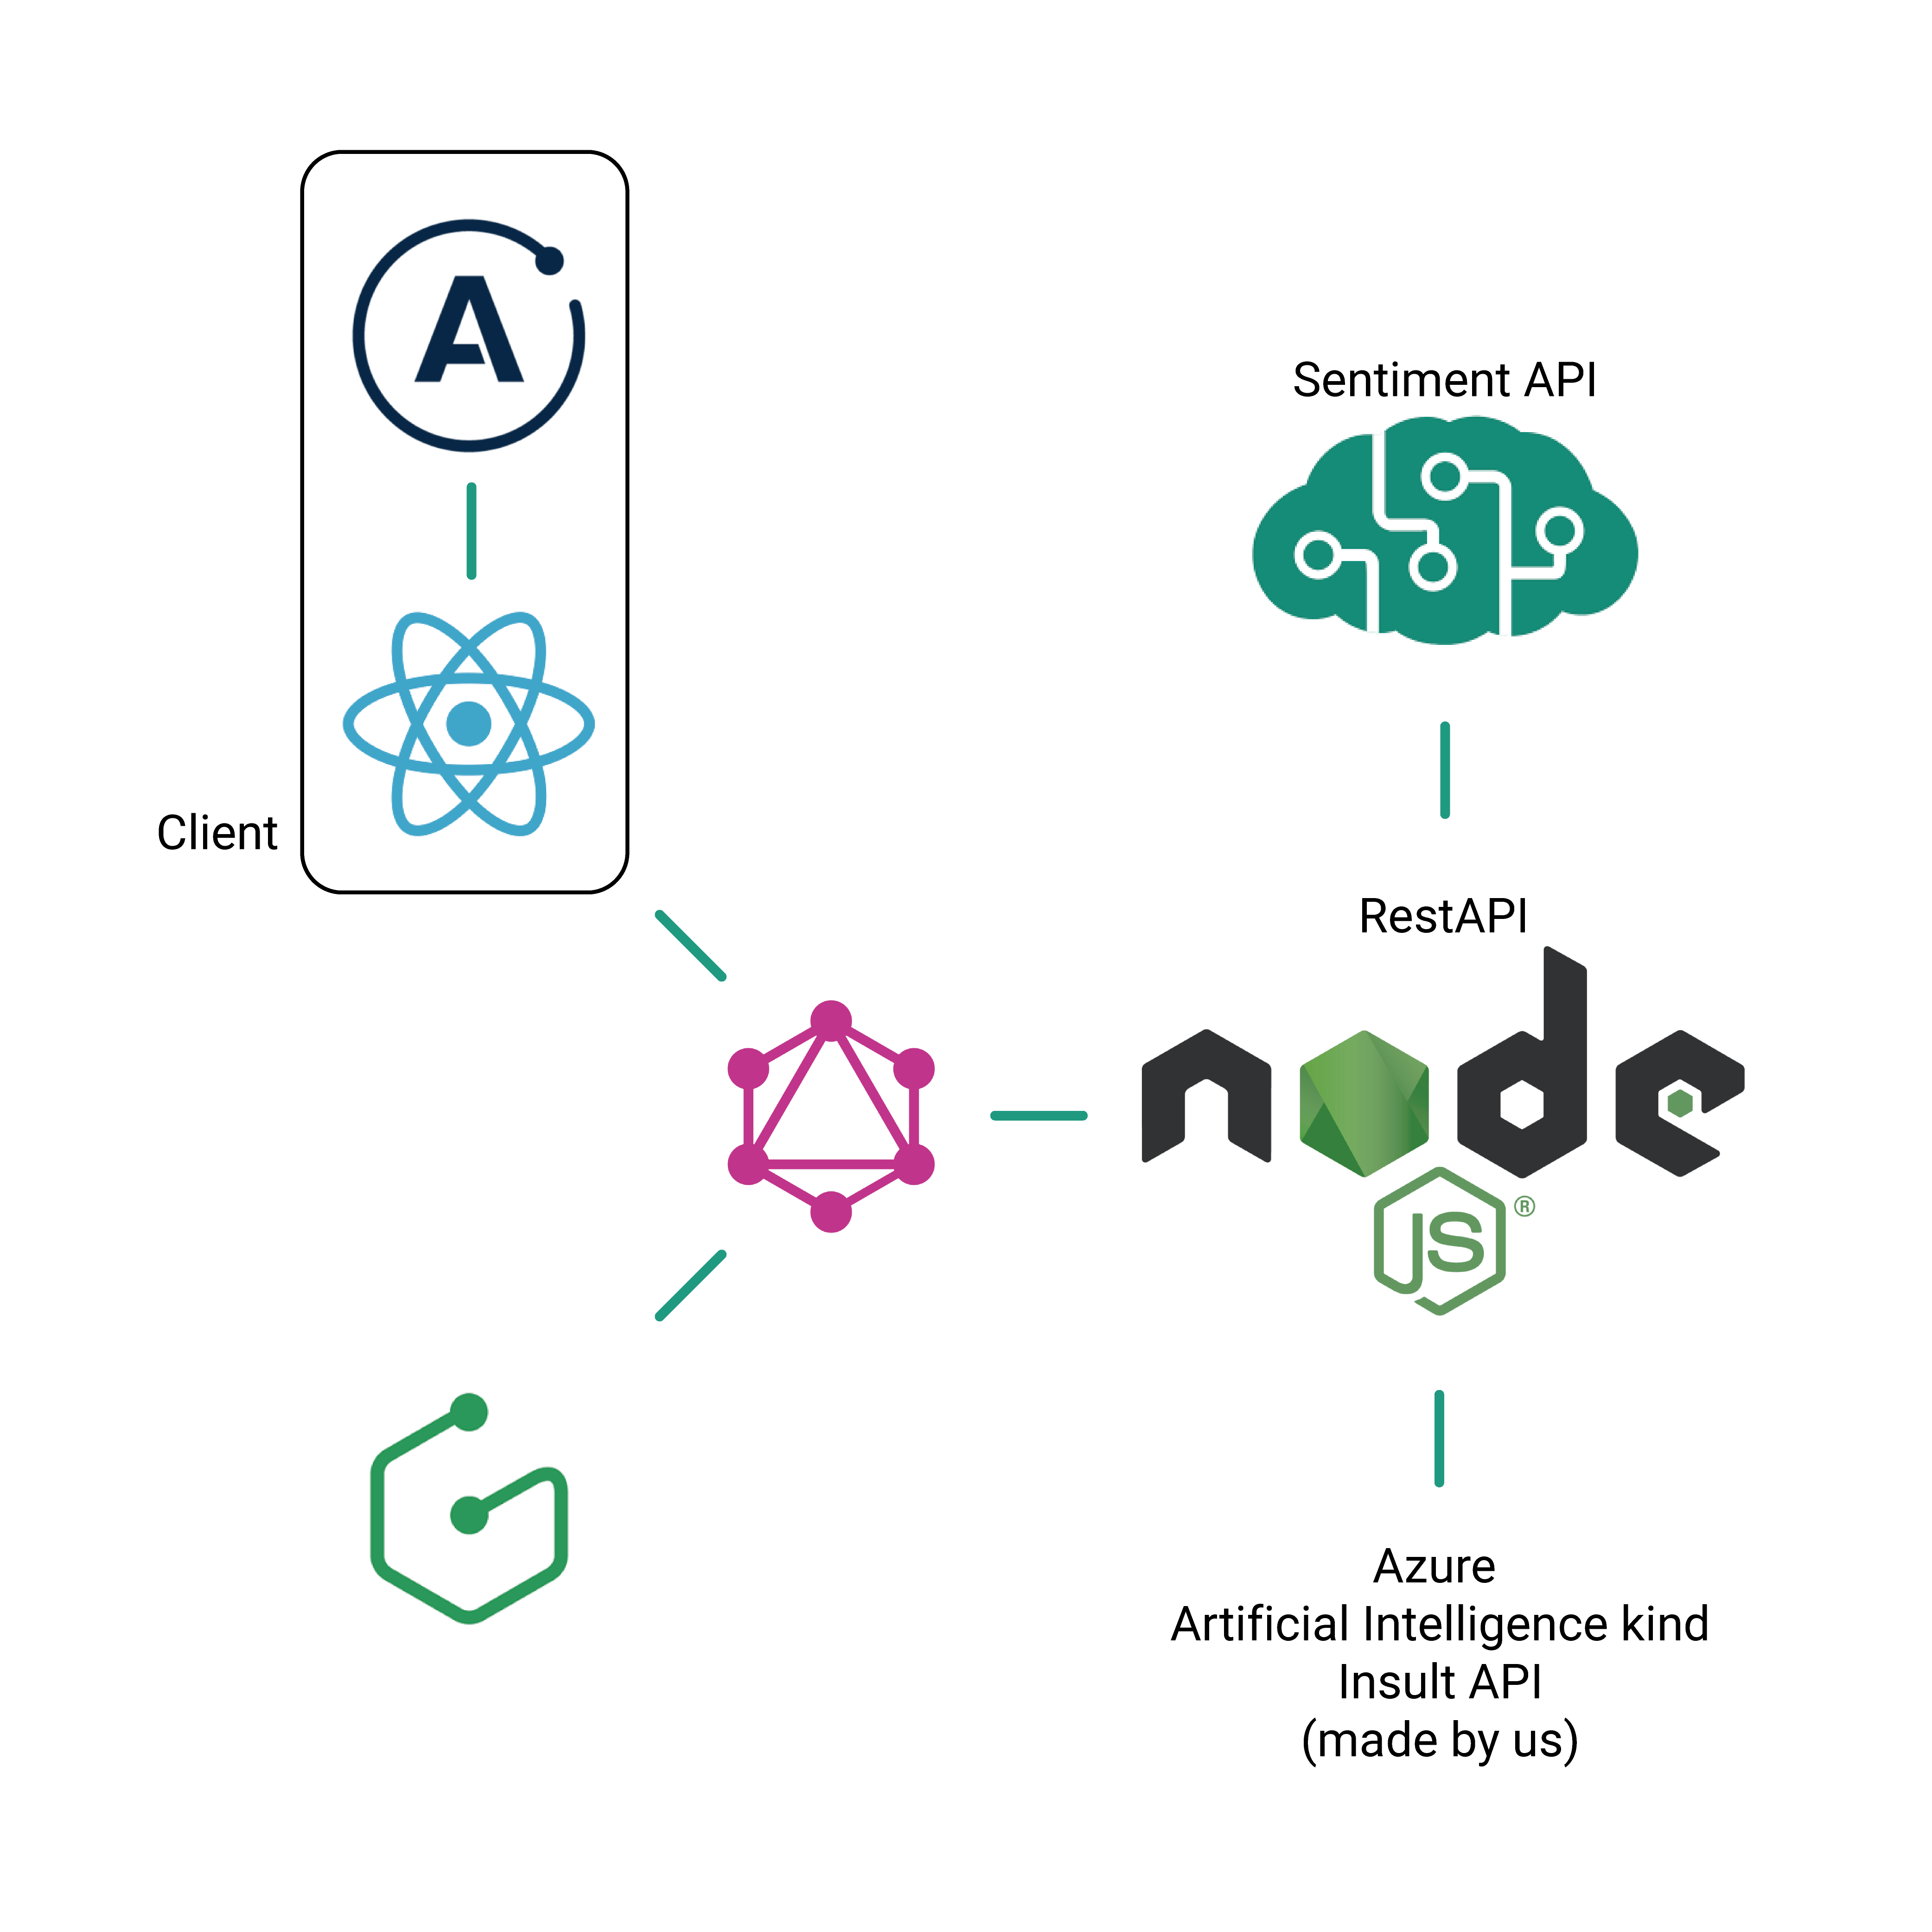 A
Sentiment API
Client
RestAPI
node
JS®
Azure
Artificial Intelligence kind
Insult API
(made by us)